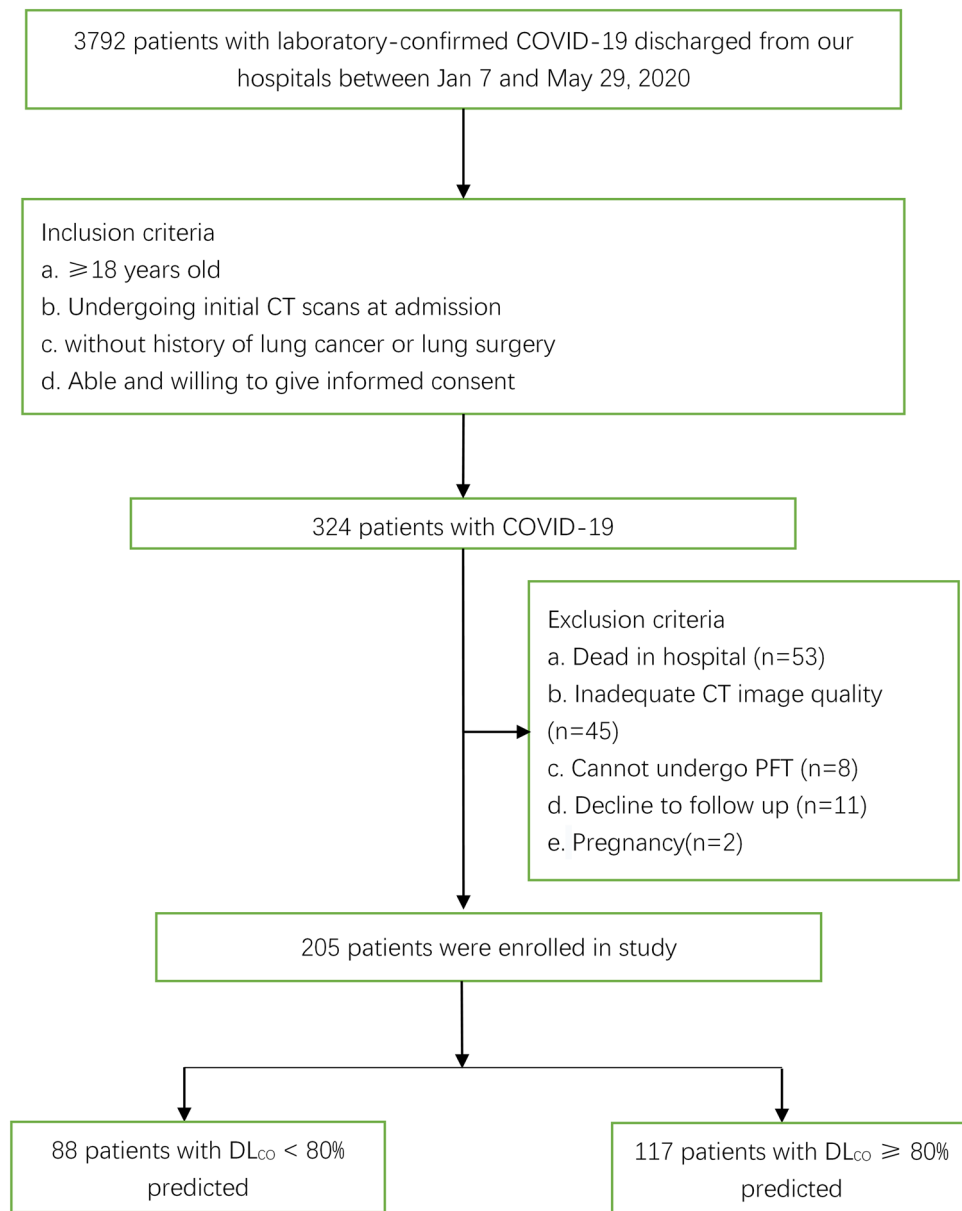 3792 patients with laboratory-confirmed COVID-19 discharged from our
hospitals between Jan 7 and May 29, 2020
Inclusion criteria
a. ≥18 years old
b. Undergoing initial CT scans at admission
c. without history of lung cancer or lung surgery
d. Able and willing to give informed consent
324 patients with COVID-19
Exclusion criteria
a. Dead in hospital (n=53)
b. Inadequate CT image quality
(n=45)
c. Cannot undergo PFT (n=8)
d. Decline to follow up (n=11)
e. Pregnancy(n=2)
205 patients were enrolled in study
88 patients with DLco < 80%
predicted
117 patients with DLco ≥ 80%
predicted